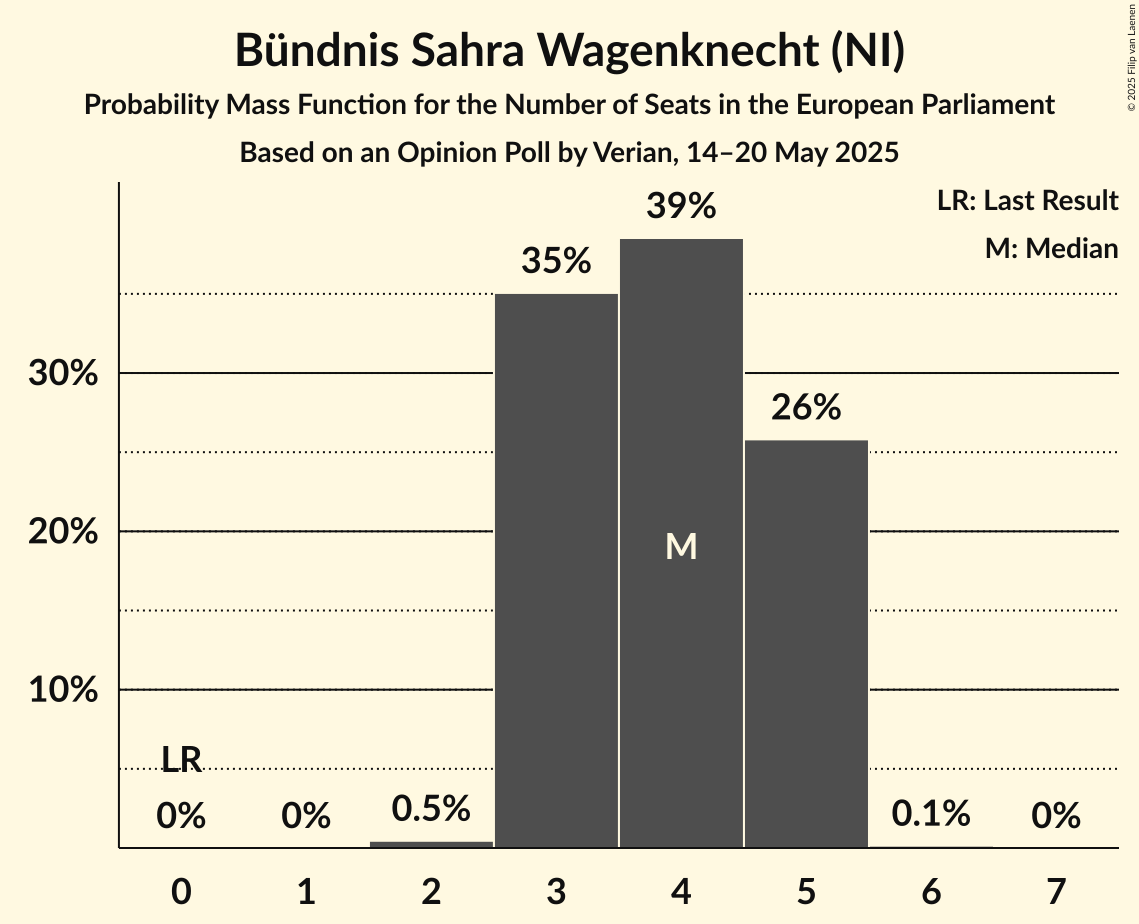 Bündnis Sahra Wagenknecht (NI)
Probability Mass Function for the Number of Seats in the European Parliament
Based on an Opinion Poll by Verian, 14–20 May 2025
© 2025 Filip van Laenen
LR: Last Result
M: Median
39%
35%
30%
26%
20%
M
10%
LR
0%
0%
0.5%
0.1%
0%
0 1 2 3 4 5 6 7